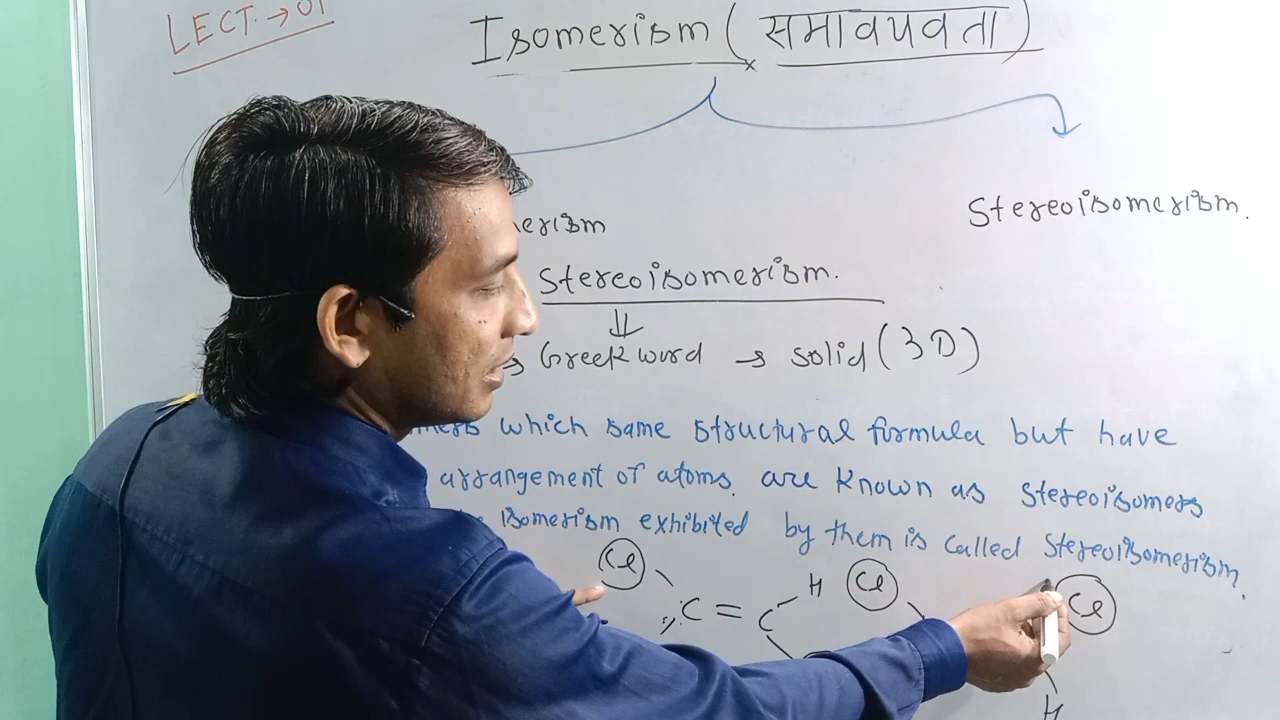 LECT. → 01
Isomerism (समावयवता)
Stereoisomerism.
Stereoisomerism.
⇓
→ Greek word → solid (3D)
which same structural formula but have
arrangement of atoms. are known as stereoisomers
isomerism exhibited by them is called Stereoisomerism.
Cl C = C H Cl Cl
H